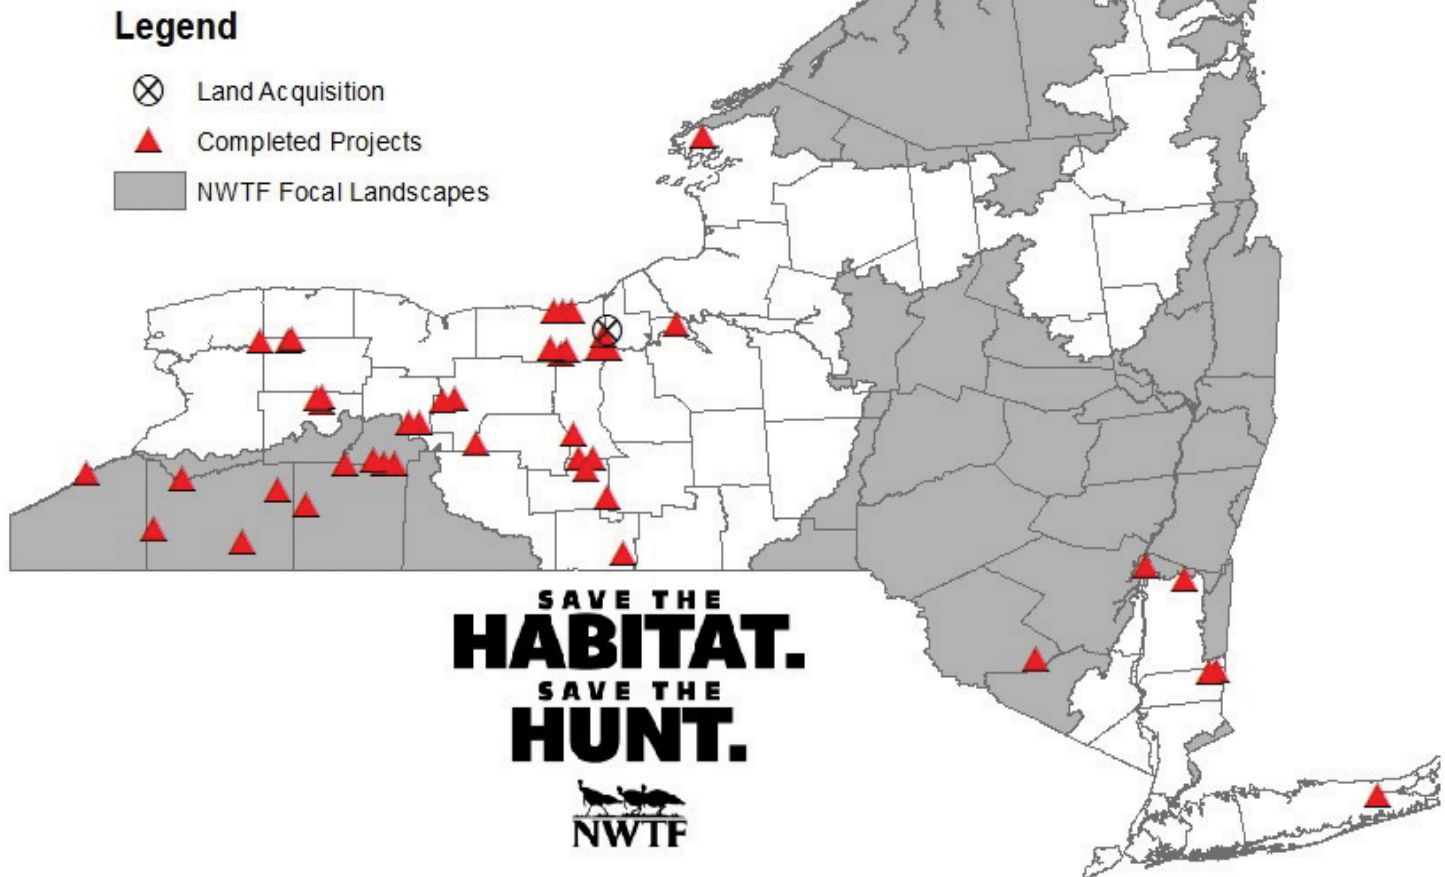 Legend
Land Acquisition
Completed Projects
NWTF Focal Landscapes
SAVE THE
HABITAT.
SAVE THE
HUNT.
NWTF